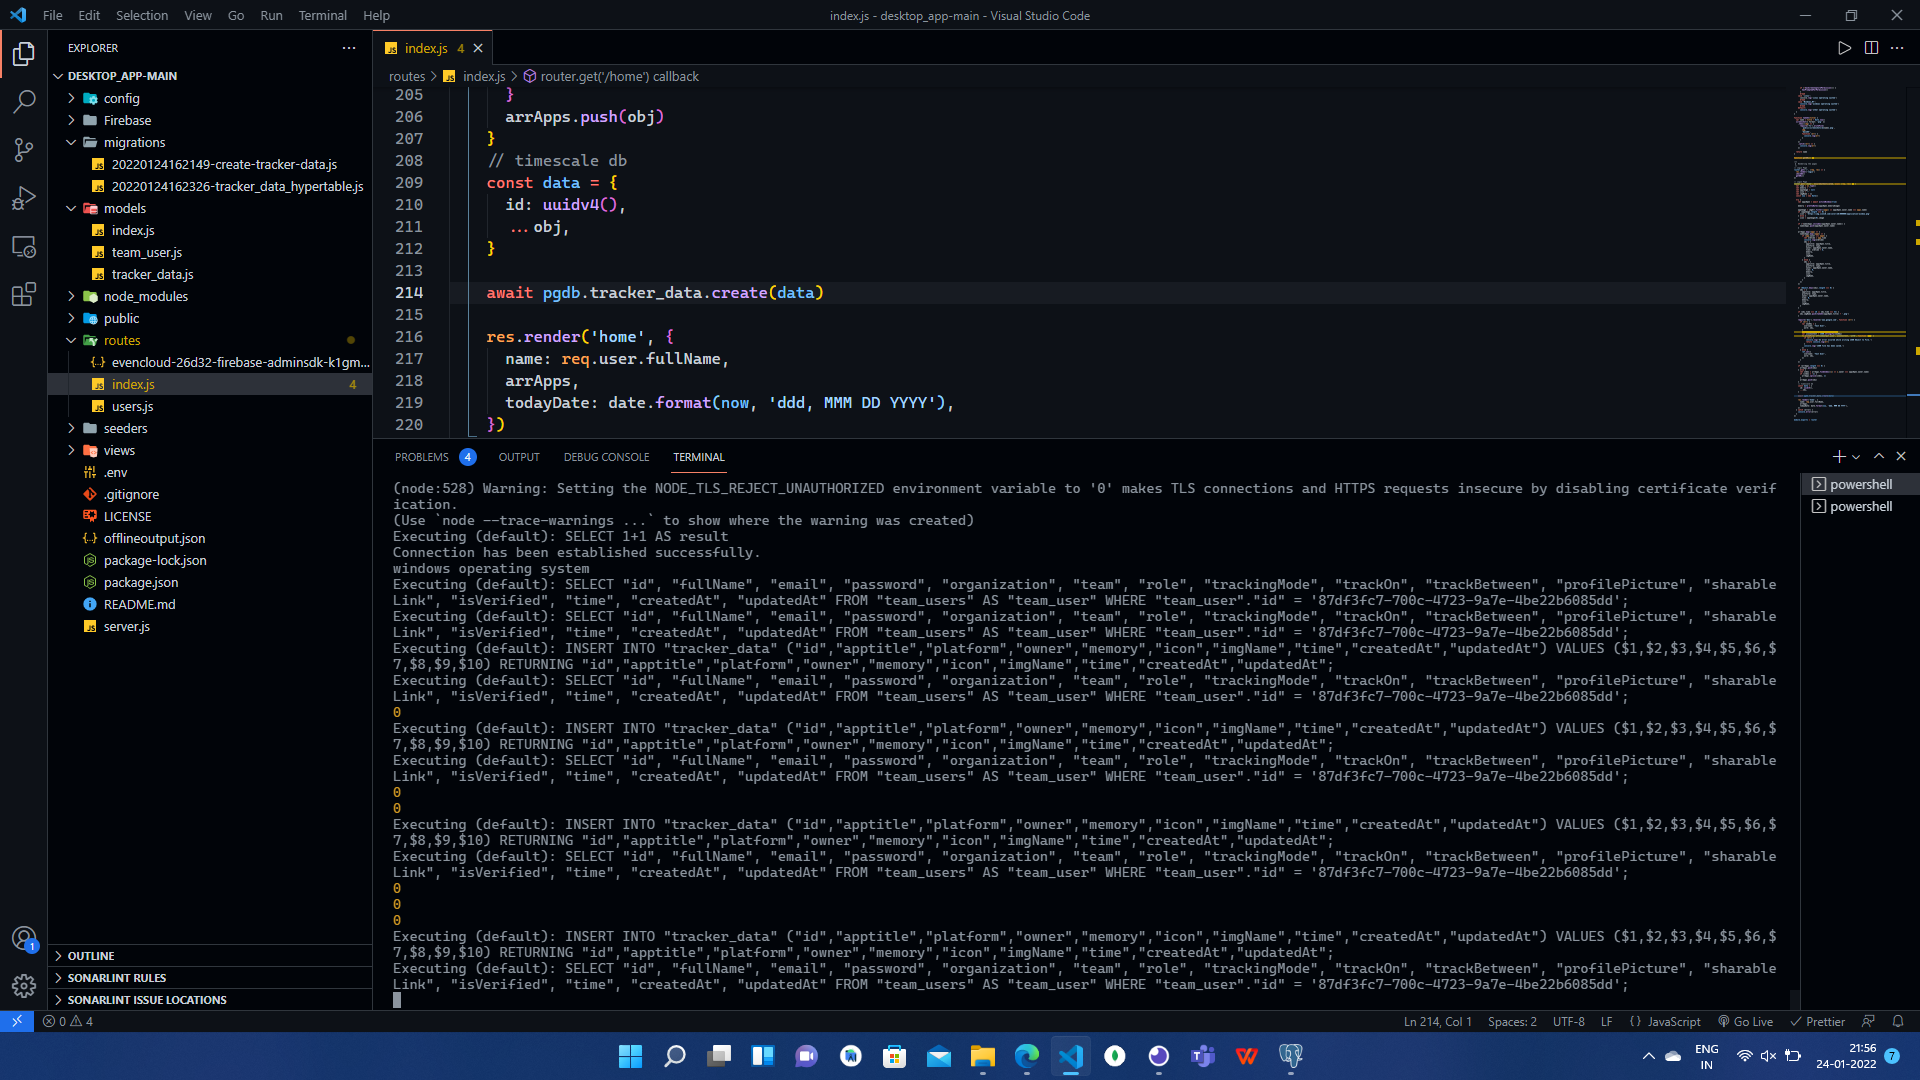 File Edit Selection View Go Run Terminal Help
index.js - desktop_app-main - Visual Studio Code
EXPLORER
DESKTOP_APP-MAIN
config
Firebase
migrations
20220124162149-create-tracker-data.js
20220124162326-tracker_data_hypertable.js
models
index.js
team_user.js
tracker_data.js
node_modules
public
routes
evencloud-26d32-firebase-adminsdk-k1gm...
index.js 4
users.js
seeders
views
.env
.gitignore
LICENSE
offlineoutput.json
package-lock.json
package.json
README.md
server.js
OUTLINE
SONARLINT RULES
SONARLINT ISSUE LOCATIONS
index.js 4
routes > index.js > router.get('/home') callback
205 }
206 arrApps.push(obj)
207 }
208 // timescale db
209 const data = {
210 id: uuidv4(),
211 ...obj,
212 }
213
214 await pgdb.tracker_data.create(data)
215
216 res.render('home', {
217 name: req.user.fullName,
218 arrApps,
219 todayDate: date.format(now, 'ddd, MMM DD YYYY'),
220 })
PROBLEMS 4 OUTPUT DEBUG CONSOLE TERMINAL
(node:528) Warning: Setting the NODE_TLS_REJECT_UNAUTHORIZED environment variable to '0' makes TLS connections and HTTPS requests insecure by disabling certificate verif
ication.
(Use `node --trace-warnings ...` to show where the warning was created)
Executing (default): SELECT 1+1 AS result
Connection has been established successfully.
windows operating system
Executing (default): SELECT "id", "fullName", "email", "password", "organization", "team", "role", "trackingMode", "trackOn", "trackBetween", "profilePicture", "sharable
Link", "isVerified", "time", "createdAt", "updatedAt" FROM "team_users" AS "team_user" WHERE "team_user"."id" = '87df3fc7-700c-4723-9a7e-4be22b6085dd';
Executing (default): SELECT "id", "fullName", "email", "password", "organization", "team", "role", "trackingMode", "trackOn", "trackBetween", "profilePicture", "sharable
Link", "isVerified", "time", "createdAt", "updatedAt" FROM "team_users" AS "team_user" WHERE "team_user"."id" = '87df3fc7-700c-4723-9a7e-4be22b6085dd';
Executing (default): INSERT INTO "tracker_data" ("id","apptitle","platform","owner","memory","icon","imgName","time","createdAt","updatedAt") VALUES ($1,$2,$3,$4,$5,$6,$
7,$8,$9,$10) RETURNING "id","apptitle","platform","owner","memory","icon","imgName","time","createdAt","updatedAt";
Executing (default): SELECT "id", "fullName", "email", "password", "organization", "team", "role", "trackingMode", "trackOn", "trackBetween", "profilePicture", "sharable
Link", "isVerified", "time", "createdAt", "updatedAt" FROM "team_users" AS "team_user" WHERE "team_user"."id" = '87df3fc7-700c-4723-9a7e-4be22b6085dd';
0
Executing (default): INSERT INTO "tracker_data" ("id","apptitle","platform","owner","memory","icon","imgName","time","createdAt","updatedAt") VALUES ($1,$2,$3,$4,$5,$6,$
7,$8,$9,$10) RETURNING "id","apptitle","platform","owner","memory","icon","imgName","time","createdAt","updatedAt";
Executing (default): SELECT "id", "fullName", "email", "password", "organization", "team", "role", "trackingMode", "trackOn", "trackBetween", "profilePicture", "sharable
Link", "isVerified", "time", "createdAt", "updatedAt" FROM "team_users" AS "team_user" WHERE "team_user"."id" = '87df3fc7-700c-4723-9a7e-4be22b6085dd';
0
0
Executing (default): INSERT INTO "tracker_data" ("id","apptitle","platform","owner","memory","icon","imgName","time","createdAt","updatedAt") VALUES ($1,$2,$3,$4,$5,$6,$
7,$8,$9,$10) RETURNING "id","apptitle","platform","owner","memory","icon","imgName","time","createdAt","updatedAt";
Executing (default): SELECT "id", "fullName", "email", "password", "organization", "team", "role", "trackingMode", "trackOn", "trackBetween", "profilePicture", "sharable
Link", "isVerified", "time", "createdAt", "updatedAt" FROM "team_users" AS "team_user" WHERE "team_user"."id" = '87df3fc7-700c-4723-9a7e-4be22b6085dd';
0
0
0
Executing (default): INSERT INTO "tracker_data" ("id","apptitle","platform","owner","memory","icon","imgName","time","createdAt","updatedAt") VALUES ($1,$2,$3,$4,$5,$6,$
7,$8,$9,$10) RETURNING "id","apptitle","platform","owner","memory","icon","imgName","time","createdAt","updatedAt";
Executing (default): SELECT "id", "fullName", "email", "password", "organization", "team", "role", "trackingMode", "trackOn", "trackBetween", "profilePicture", "sharable
Link", "isVerified", "time", "createdAt", "updatedAt" FROM "team_users" AS "team_user" WHERE "team_user"."id" = '87df3fc7-700c-4723-9a7e-4be22b6085dd';
powershell
powershell
1
0 4
Ln 214, Col 1 Spaces: 2 UTF-8 LF {} JavaScript Go Live Prettier
ENG
IN
21:56
24-01-2022
7